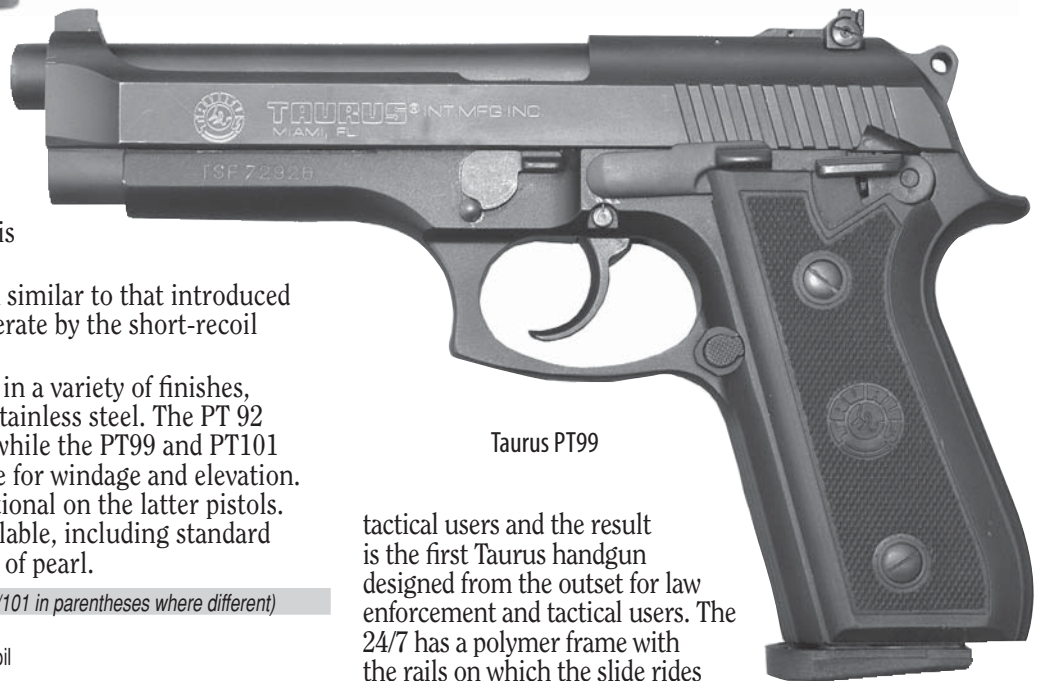 TAURUS® INT MFG INC
MIAMI, FL
is
similar to that introduced
erate by the short-recoil
in a variety of finishes,
tainless steel. The PT 92
while the PT99 and PT101
e for windage and elevation.
ional on the latter pistols.
lable, including standard
of pearl.
/101 in parentheses where different)
oil
Taurus PT99
tactical users and the result
is the first Taurus handgun
designed from the outset for law
enforcement and tactical users. The
24/7 has a polymer frame with
the rails on which the slide rides